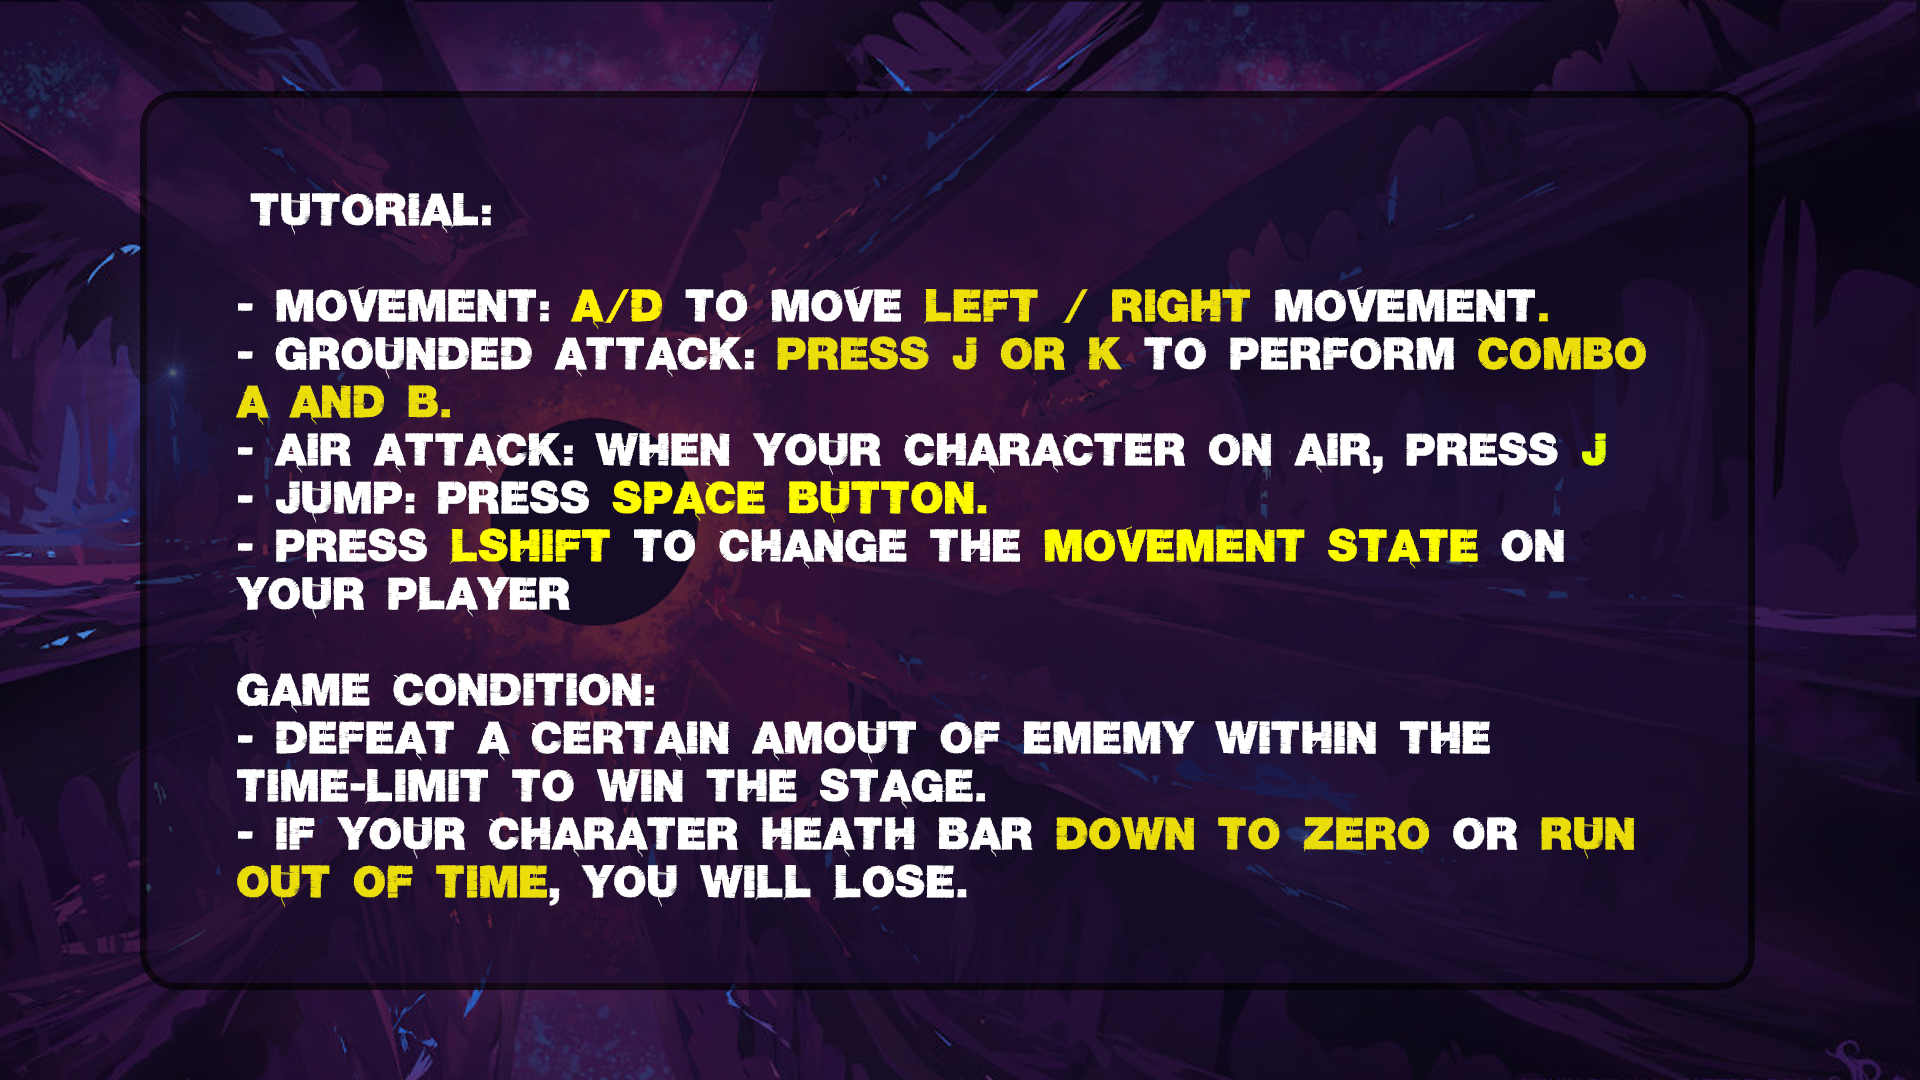 TUTORIAL:
- MOVEMENT: A/D TO MOVE LEFT / RIGHT MOVEMENT.
- GROUNDED ATTACK: PRESS J OR K TO PERFORM COMBO
A AND B.
- AIR ATTACK: WHEN YOUR CHARACTER ON AIR, PRESS J
- JUMP: PRESS SPACE BUTTON.
- PRESS LSHIFT TO CHANGE THE MOVEMENT STATE ON
YOUR PLAYER
GAME CONDITION:
- DEFEAT A CERTAIN AMOUT OF EMEMY WITHIN THE
TIME-LIMIT TO WIN THE STAGE.
- IF YOUR CHARATER HEATH BAR DOWN TO ZERO OR RUN
OUT OF TIME, YOU WILL LOSE.